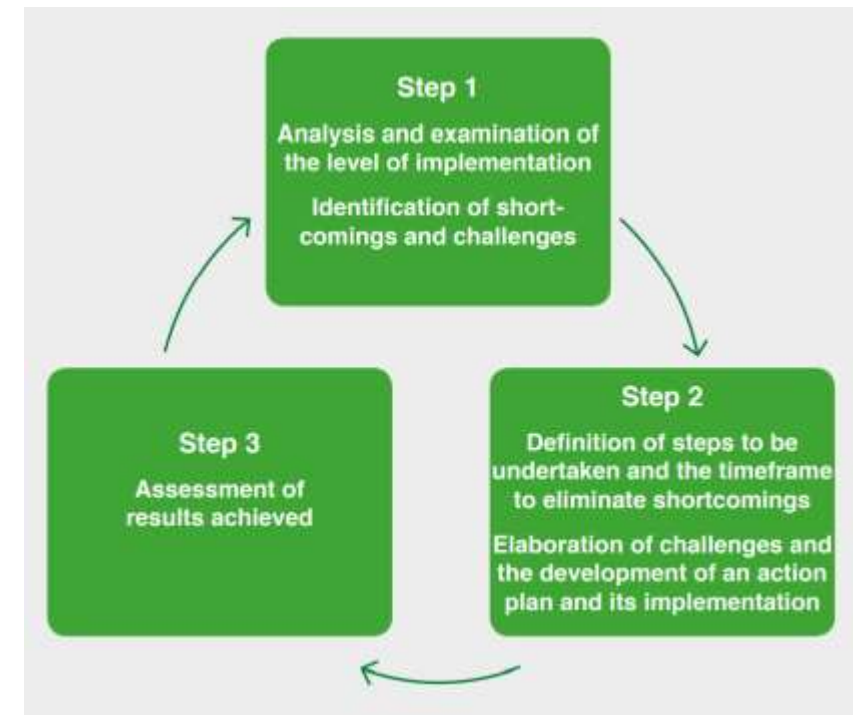 Step 1
Analysis and examination of
the level of implementation
Identification of short-
comings and challenges
Step 2
Definition of steps to be
undertaken and the timeframe
to eliminate shortcomings
Elaboration of challenges and
the development of an action
plan and its implementation
Step 3
Assessment of
results achieved